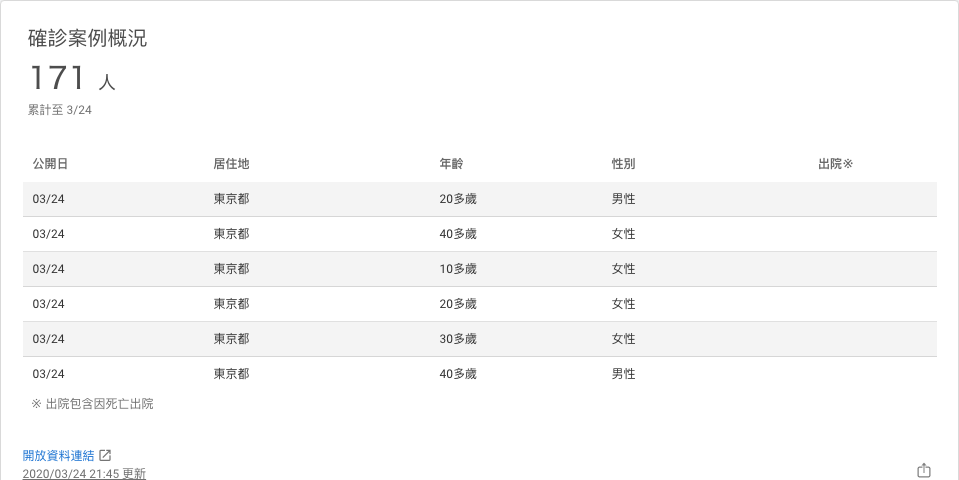 確診案例概況
171 人
累計至 3/24
公開日 居住地 年齡 性別 出院※
03/24 東京都 20多歲 男性
03/24 東京都 40多歲 女性
03/24 東京都 10多歲 女性
03/24 東京都 20多歲 女性
03/24 東京都 30多歲 女性
03/24 東京都 40多歲 男性
※ 出院包含因死亡出院
開放資料連結
2020/03/24 21:45 更新